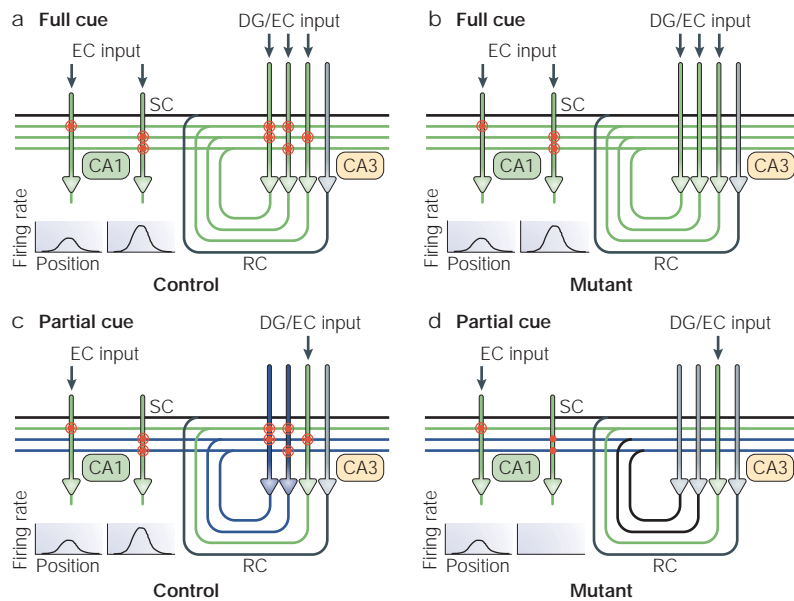 a Full cue
EC input
DG/EC input
SC
CA1
CA3
Firing rate
Position
RC
Control
b Full cue
EC input
DG/EC input
SC
CA1
CA3
Firing rate
Position
RC
Mutant
c Partial cue
EC input
DG/EC input
SC
CA1
CA3
Firing rate
Position
RC
Control
d Partial cue
EC input
DG/EC input
SC
CA1
CA3
Firing rate
Position
RC
Mutant